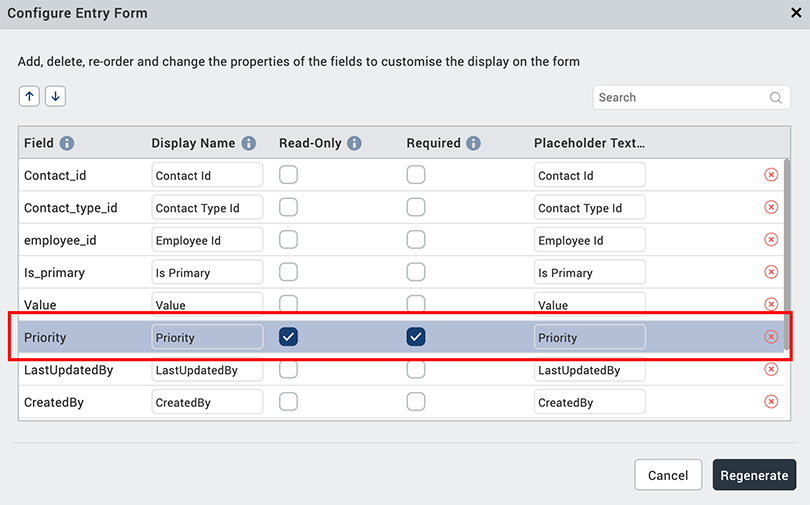 Configure Entry Form
Add, delete, re-order and change the properties of the fields to customise the display on the form
Search
Field Display Name Read-Only Required Placeholder Text...
Contact_id Contact Id Contact Id
Contact_type_id Contact Type Id Contact Type Id
employee_id Employee Id Employee Id
Is_primary Is Primary Is Primary
Value Value Value
Priority Priority Priority
LastUpdatedBy LastUpdatedBy LastUpdatedBy
CreatedBy CreatedBy CreatedBy
Cancel Regenerate